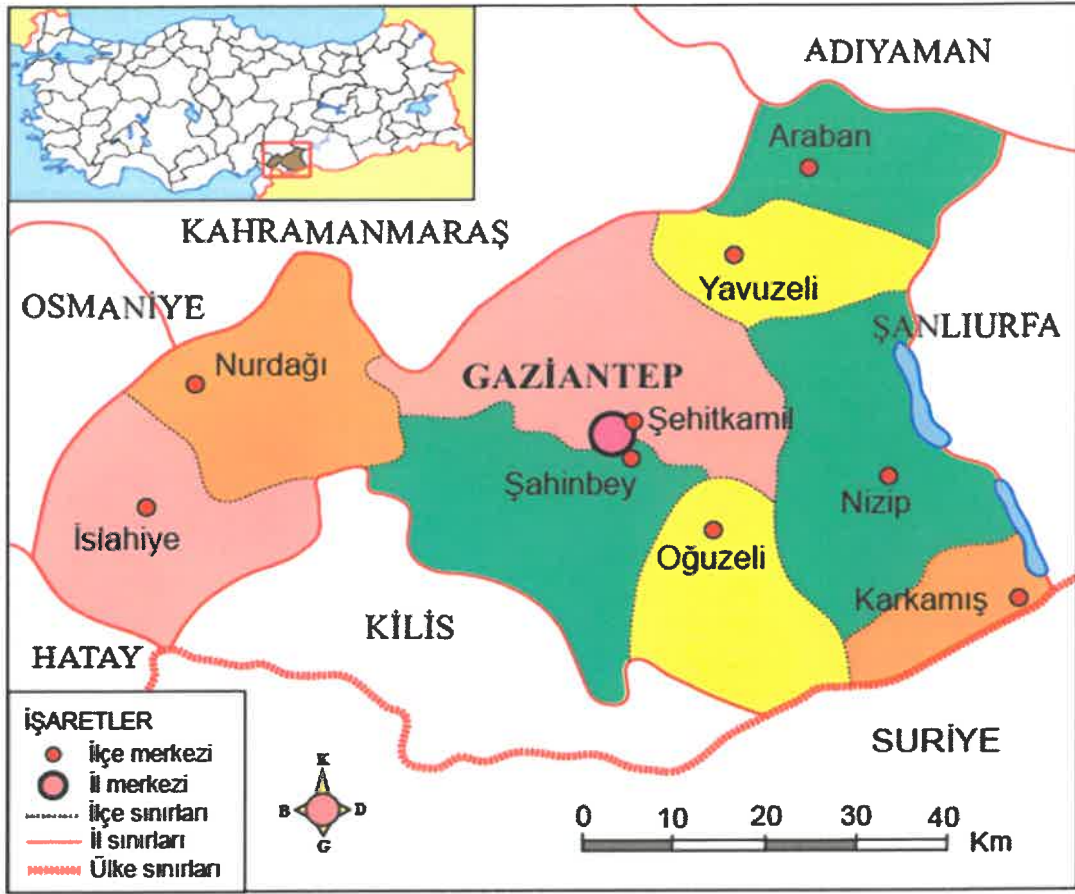 ADIYAMAN
Araban
KAHRAMANMARAŞ
Yavuzeli
OSMANİYE
ŞANLIURFA
Nurdağı
GAZİANTEP
Şehitkamil
Şahinbey
Nizip
İslahiye
Oğuzeli
Karkamış
KİLİS
HATAY
SURİYE
İŞARETLER
İlçe merkezi
İl merkezi
İlçe sınırları
İl sınırları
Ülke sınırları
K
B D
G
0 10 20 30 40
Km